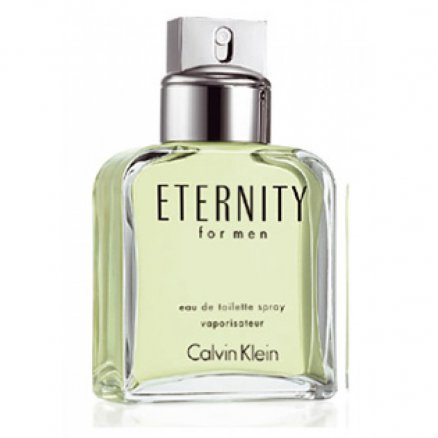 ETERNITY
for men
eau de toilette spray
vaporisateur
Calvin Klein